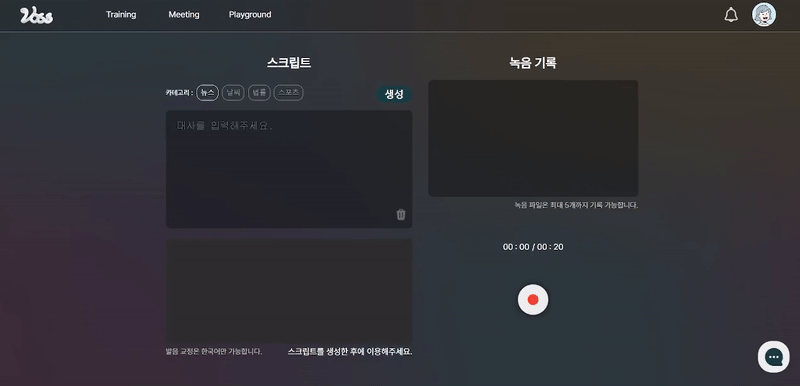 Voss
Training
Meeting
Playground
스크립트
카테고리 :
뉴스
날씨
법률
스포츠
생성
대사를 입력해주세요.
발음 교정은 한국어만 가능합니다.
스크립트를 생성한 후에 이용해주세요.
녹음 기록
녹음 파일은 최대 5개까지 기록 가능합니다.
00 : 00 / 00 : 20